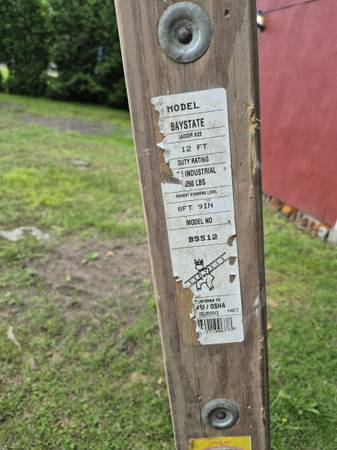 MODEL
BAYSTATE
LADDER SIZE
12 FT
DUTY RATING
INDUSTRIAL
250 LBS
HIGHEST STANDING LEVEL
8FT 9IN
MODEL NO
BS512
/ OSHA